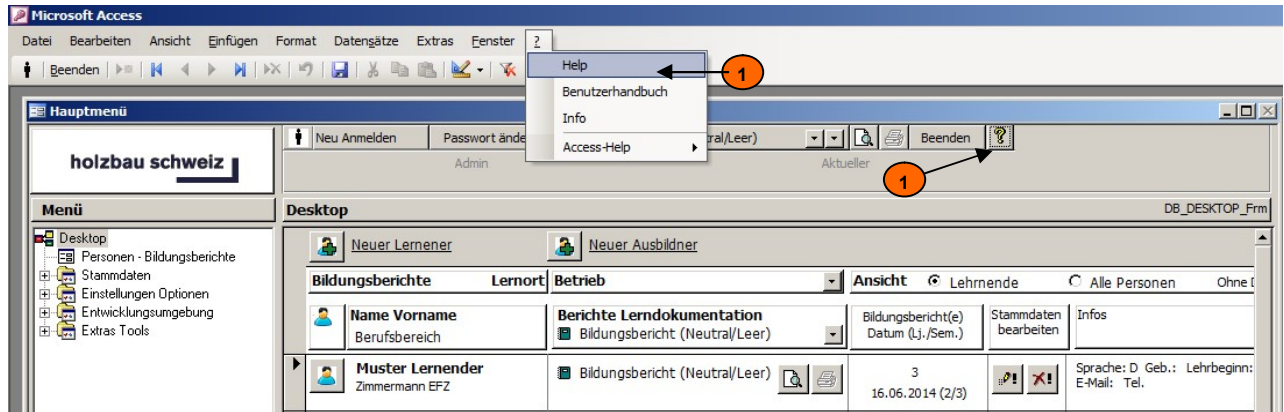 Microsoft Access
Datei Bearbeiten Ansicht Einfügen Format Datensätze Extras Fenster ?
Beenden
Help
1
Benutzerhandbuch
Info
Access-Help
Hauptmenü
holzbau schweiz
Neu Anmelden Passwort ände tral/Leer) Beenden
Admin Aktueller
1
Menü
Desktop DB_DESKTOP_Frm
Desktop
Personen - Bildungsberichte
Stammdaten
Einstellungen Optionen
Entwicklungsumgebung
Extras Tools
Neuer Lernener Neuer Ausbildner
Bildungsberichte Lernort Betrieb Ansicht Lehrnende Alle Personen Ohne
Name Vorname
Berufsbereich
Berichte Lerndokumentation
Bildungsbericht (Neutral/Leer)
Bildungsbericht(e)
Datum (Lj./Sem.)
Stammdaten
bearbeiten
Infos
Muster Lernender
Zimmermann EFZ
Bildungsbericht (Neutral/Leer)
3
16.06.2014 (2/3)
Sprache: D Geb.: Lehrbeginn:
E-Mail: Tel.